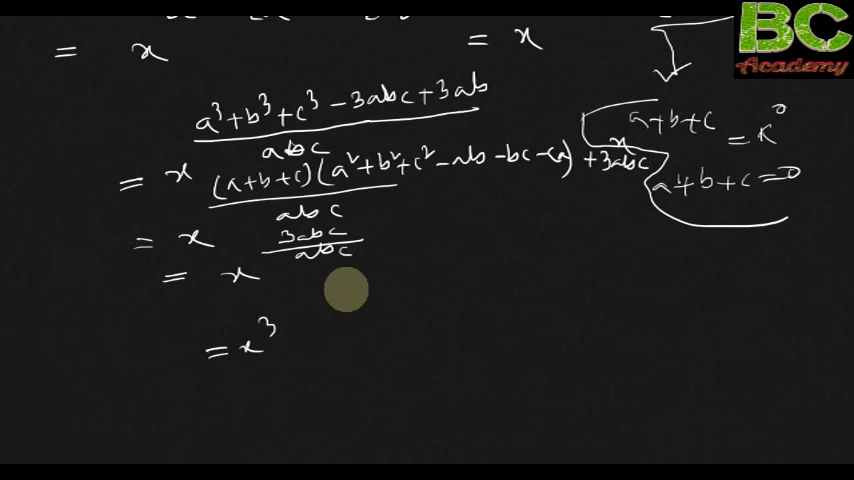 BC
Academy
= x = x
a³+b³+c³ -3abc+3ab
abc
= x (a+b+c)(a²+b²+c²-ab-bc-ca) +3abc
abc
= x 3abc
abc
= x
= x³
x a+b+c = x⁰
a+b+c=0